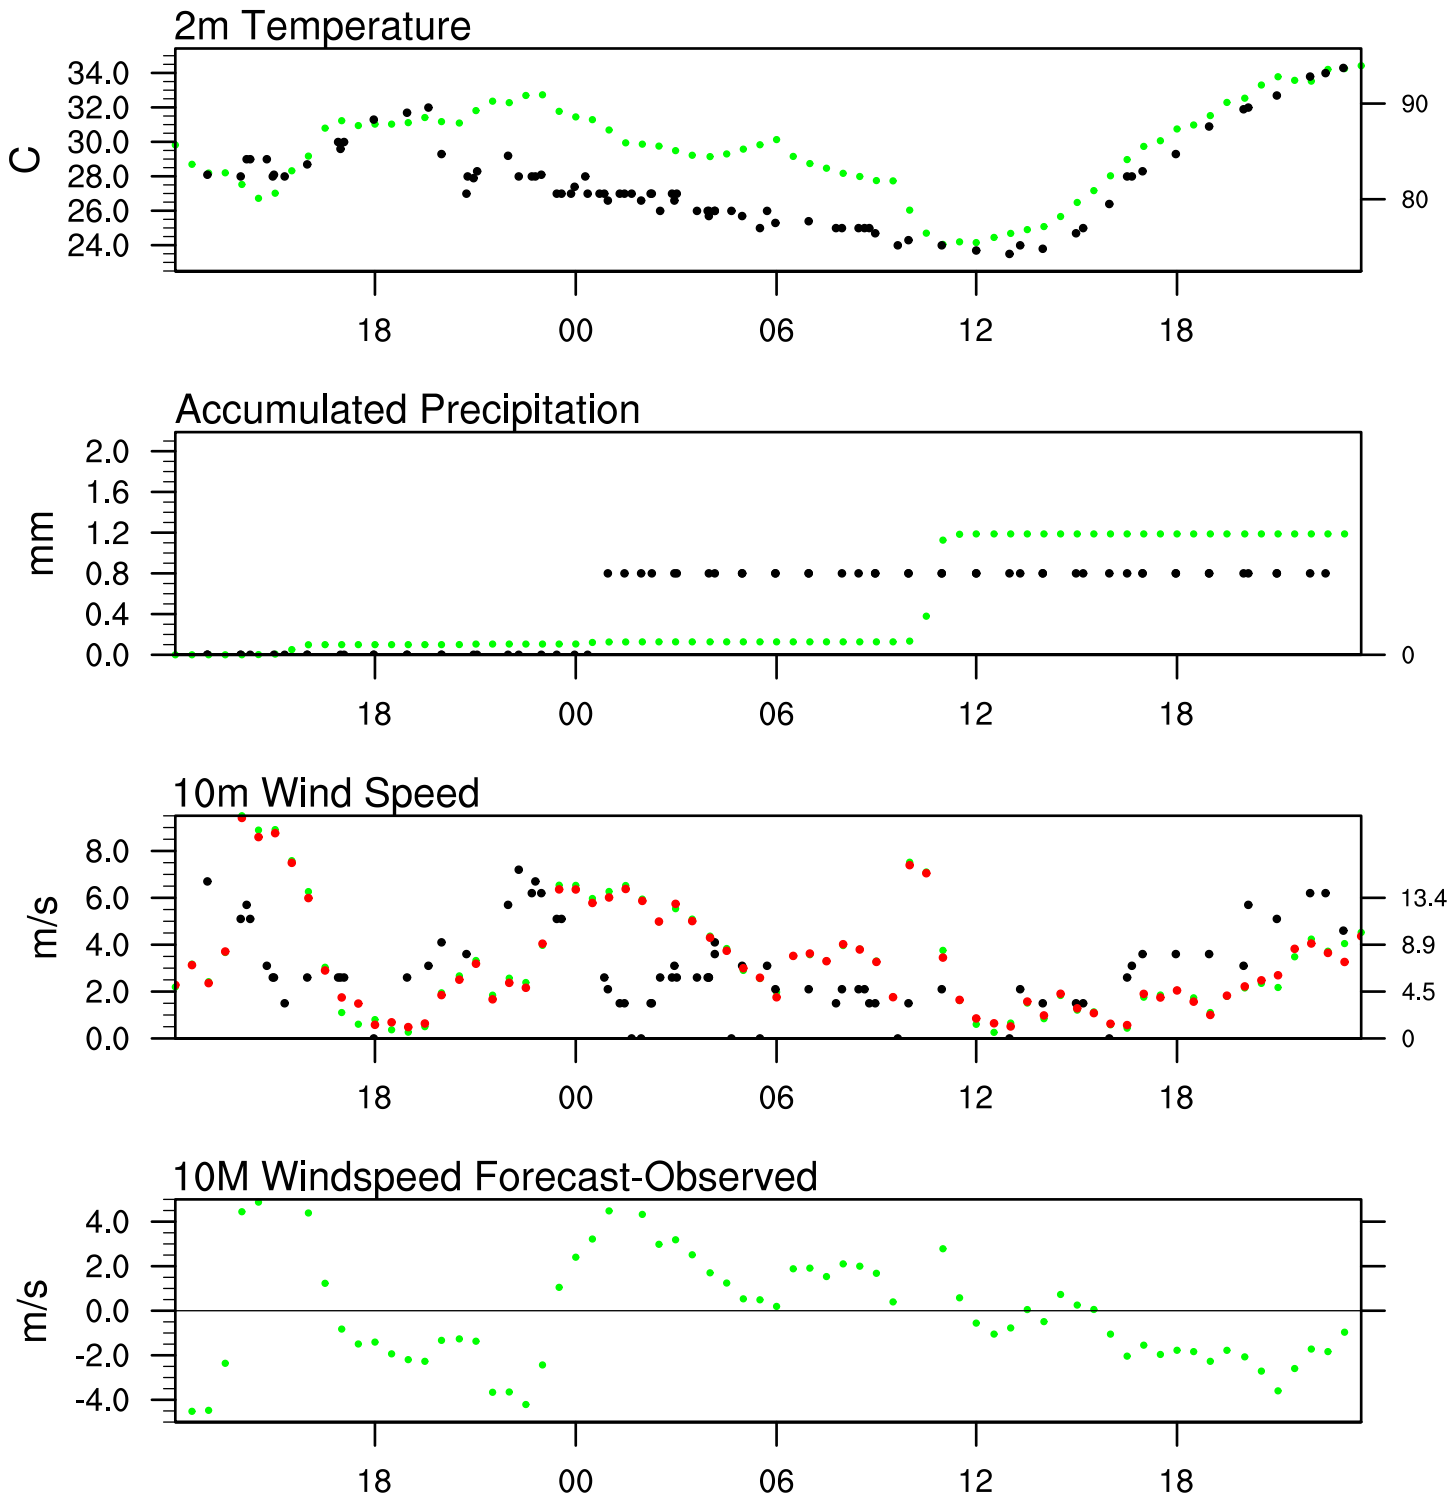 2m Temperature
34.0
32.0
30.0
28.0
26.0
24.0
C
90
80
18 00 06 12 18
Accumulated Precipitation
2.0
1.6
1.2
0.8
0.4
0.0
mm
0
18 00 06 12 18
10m Wind Speed
8.0
6.0
4.0
2.0
0.0
m/s
13.4
8.9
4.5
0
18 00 06 12 18
10M Windspeed Forecast-Observed
4.0
2.0
0.0
-2.0
-4.0
m/s
18 00 06 12 18